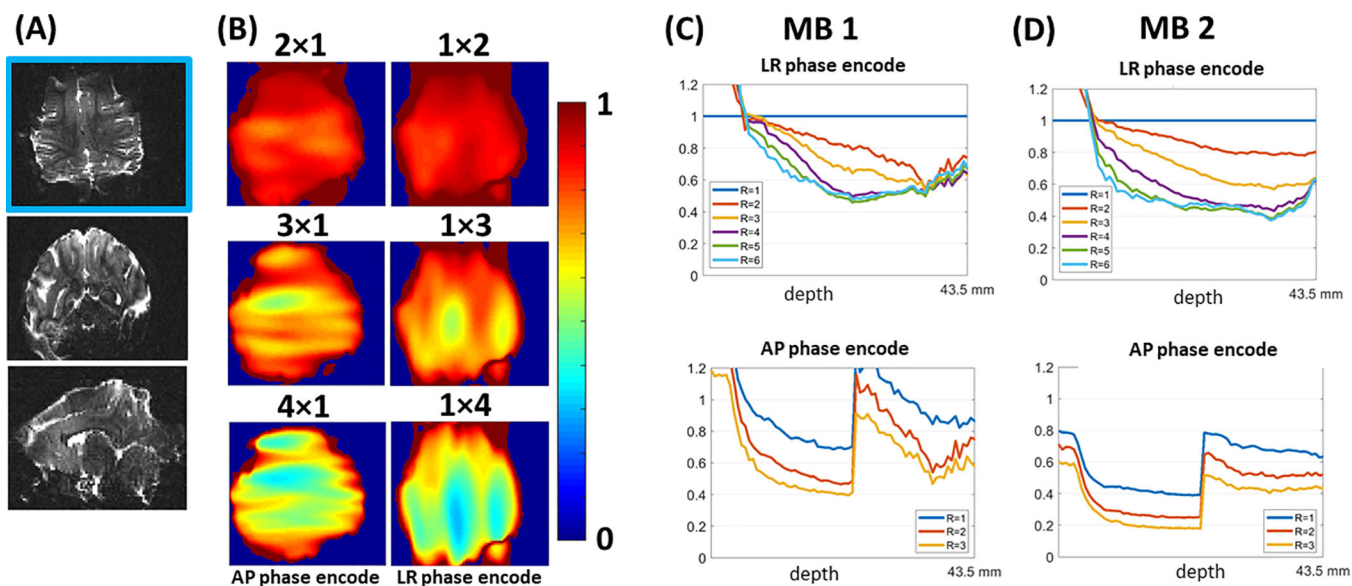 (A)
(B)
2×1
1×2
3×1
1×3
4×1
1×4
AP phase encode
LR phase encode
1
0
(C)
MB 1
LR phase encode
1.2
1
0.8
0.6
0.4
0.2
0
R=1
R=2
R=3
R=4
R=5
R=6
depth
43.5 mm
AP phase encode
1.2
1
0.8
0.6
0.4
0.2
0
R=1
R=2
R=3
depth
43.5 mm
(D)
MB 2
LR phase encode
1.2
1
0.8
0.6
0.4
0.2
0
R=1
R=2
R=3
R=4
R=5
R=6
depth
43.5 mm
AP phase encode
1.2
1
0.8
0.6
0.4
0.2
0
R=1
R=2
R=3
depth
43.5 mm